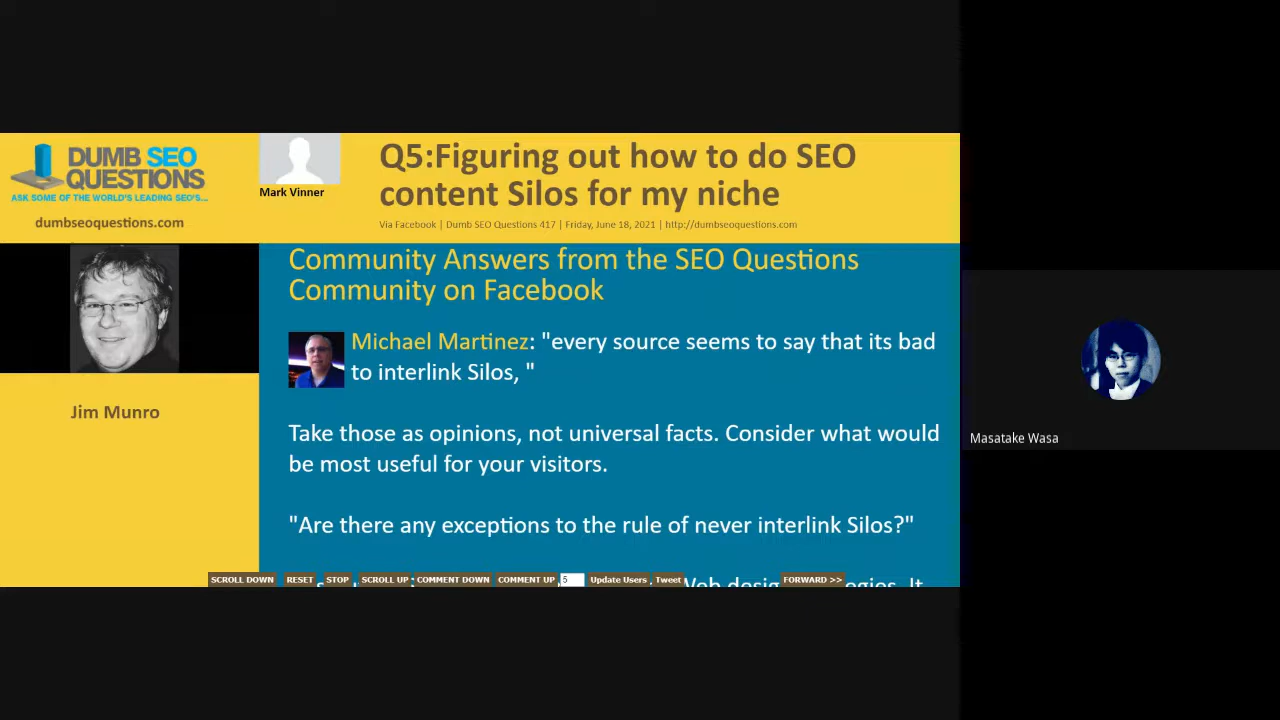 DUMB SEO
QUESTIONS
ASK SOME OF THE WORLD'S LEADING SEO'S...
dumbseoquestions.com
Mark Vinner
Q5:Figuring out how to do SEO
content Silos for my niche
Via Facebook | Dumb SEO Questions 417 | Friday, June 18, 2021 | http://dumbseoquestions.com
Jim Munro
Community Answers from the SEO Questions
Community on Facebook
Michael Martinez: "every source seems to say that its bad
to interlink Silos, "
Take those as opinions, not universal facts. Consider what would
be most useful for your visitors.
"Are there any exceptions to the rule of never interlink Silos?"
SCROLL DOWN RESET STOP SCROLL UP COMMENT DOWN COMMENT UP 5 Update Users Tweet FORWARD >>
Masatake Wasa